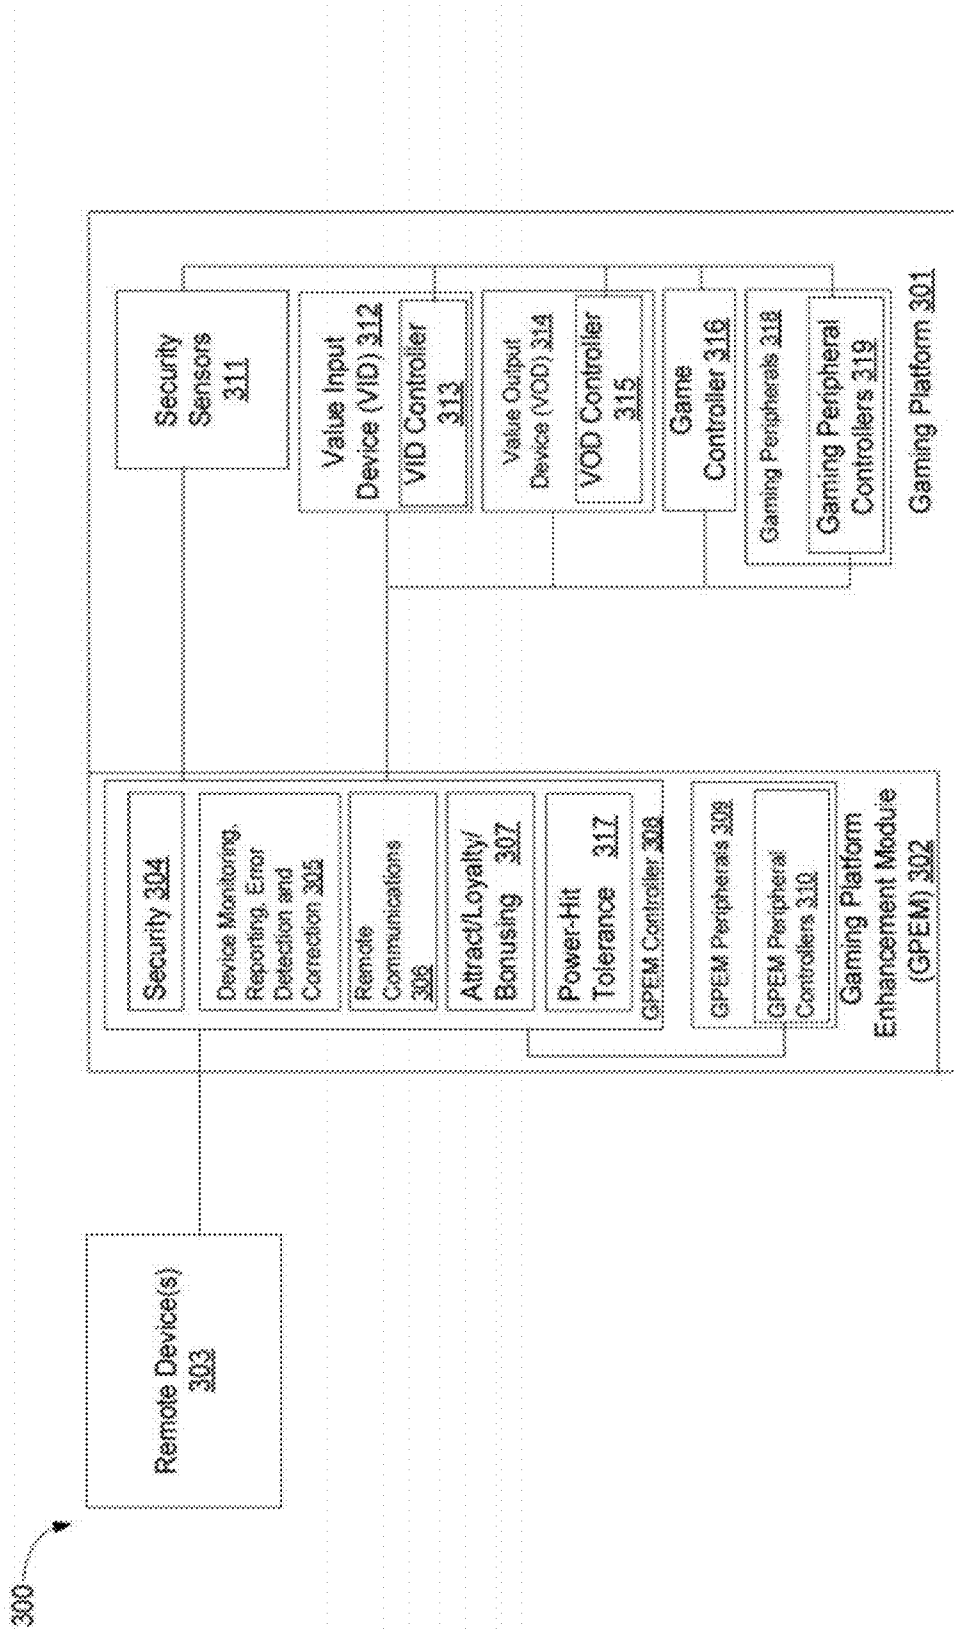 300
Remote Device(s)
303
Security 304
Device Monitoring,
Reporting, Error
Detection and
Correction 305
Remote
Communications
306
Attract/Loyalty/
Bonusing 307
Power-Hit 317
Tolerance
GPEM Controller 308
GPEM Peripherals 309
GPEM Peripheral
Controllers 310
Gaming Platform
Enhancement Module
(GPEM) 302
Security
Sensors
311
Value Input
Device (VID) 312
VID Controller
313
Value Output
Device (VOD) 314
VOD Controller
315
Game
Controller 316
Gaming Peripherals 318
Gaming Peripheral
Controllers 319
Gaming Platform 301